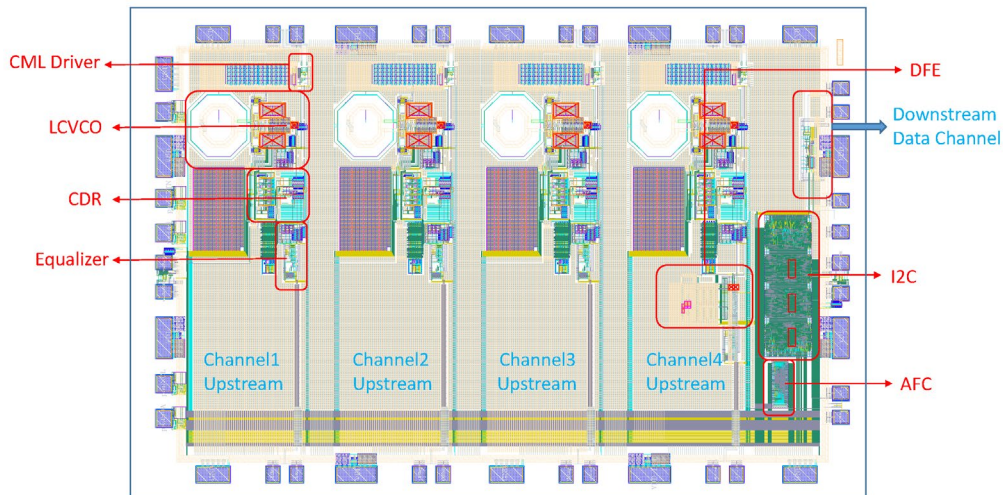 CML Driver
LCVCO
CDR
Equalizer
DFE
Downstream
Data Channel
I2C
AFC
Channel1
Upstream
Channel2
Upstream
Channel3
Upstream
Channel4
Upstream